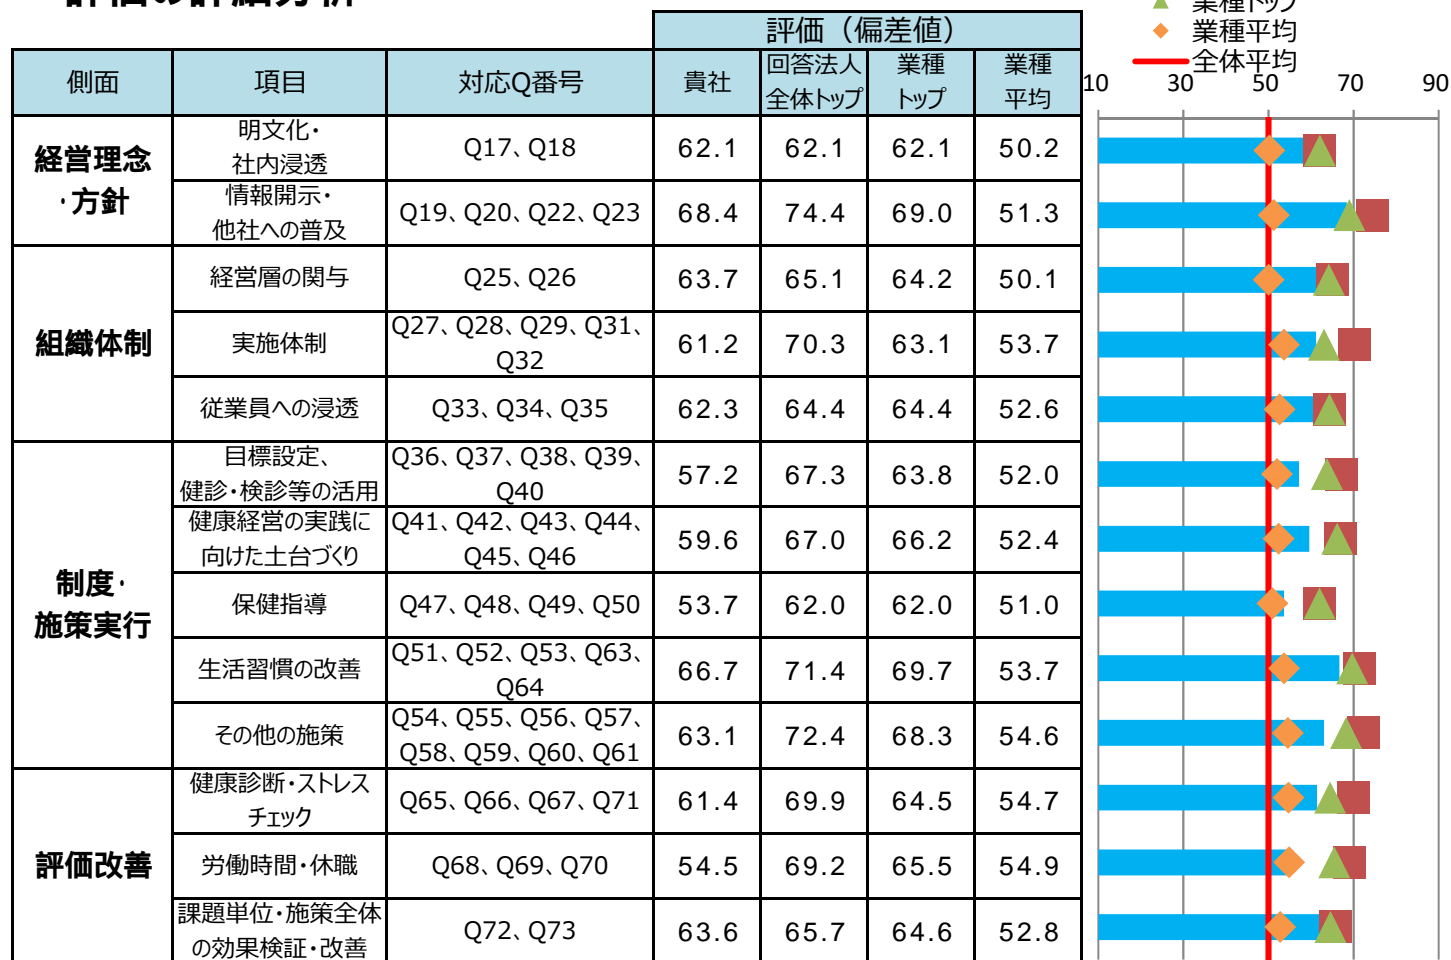 評価の詳細分析
業種トップ
業種平均
全体平均
評価（偏差値）
側面 項目 対応Q番号 貴社 回答法人全体トップ 業種トップ 業種平均
10 30 50 70 90
経営理念・方針
明文化・社内浸透 Q17、Q18 62.1 62.1 62.1 50.2
情報開示・他社への普及 Q19、Q20、Q22、Q23 68.4 74.4 69.0 51.3
組織体制
経営層の関与 Q25、Q26 63.7 65.1 64.2 50.1
実施体制 Q27、Q28、Q29、Q31、Q32 61.2 70.3 63.1 53.7
従業員への浸透 Q33、Q34、Q35 62.3 64.4 64.4 52.6
制度・施策実行
目標設定、健診・検診等の活用 Q36、Q37、Q38、Q39、Q40 57.2 67.3 63.8 52.0
健康経営の実践に向けた土台づくり Q41、Q42、Q43、Q44、Q45、Q46 59.6 67.0 66.2 52.4
保健指導 Q47、Q48、Q49、Q50 53.7 62.0 62.0 51.0
生活習慣の改善 Q51、Q52、Q53、Q63、Q64 66.7 71.4 69.7 53.7
その他の施策 Q54、Q55、Q56、Q57、Q58、Q59、Q60、Q61 63.1 72.4 68.3 54.6
評価改善
健康診断・ストレスチェック Q65、Q66、Q67、Q71 61.4 69.9 64.5 54.7
労働時間・休職 Q68、Q69、Q70 54.5 69.2 65.5 54.9
課題単位・施策全体の効果検証・改善 Q72、Q73 63.6 65.7 64.6 52.8